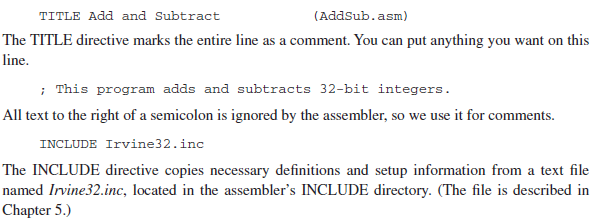 TITLE Add and Subtract (AddSub.asm)
The TITLE directive marks the entire line as a comment. You can put anything you want on this
line.
; This program adds and subtracts 32-bit integers.
All text to the right of a semicolon is ignored by the assembler, so we use it for comments.
INCLUDE Irvine32.inc
The INCLUDE directive copies necessary definitions and setup information from a text file
named Irvine32.inc, located in the assembler's INCLUDE directory. (The file is described in
Chapter 5.)